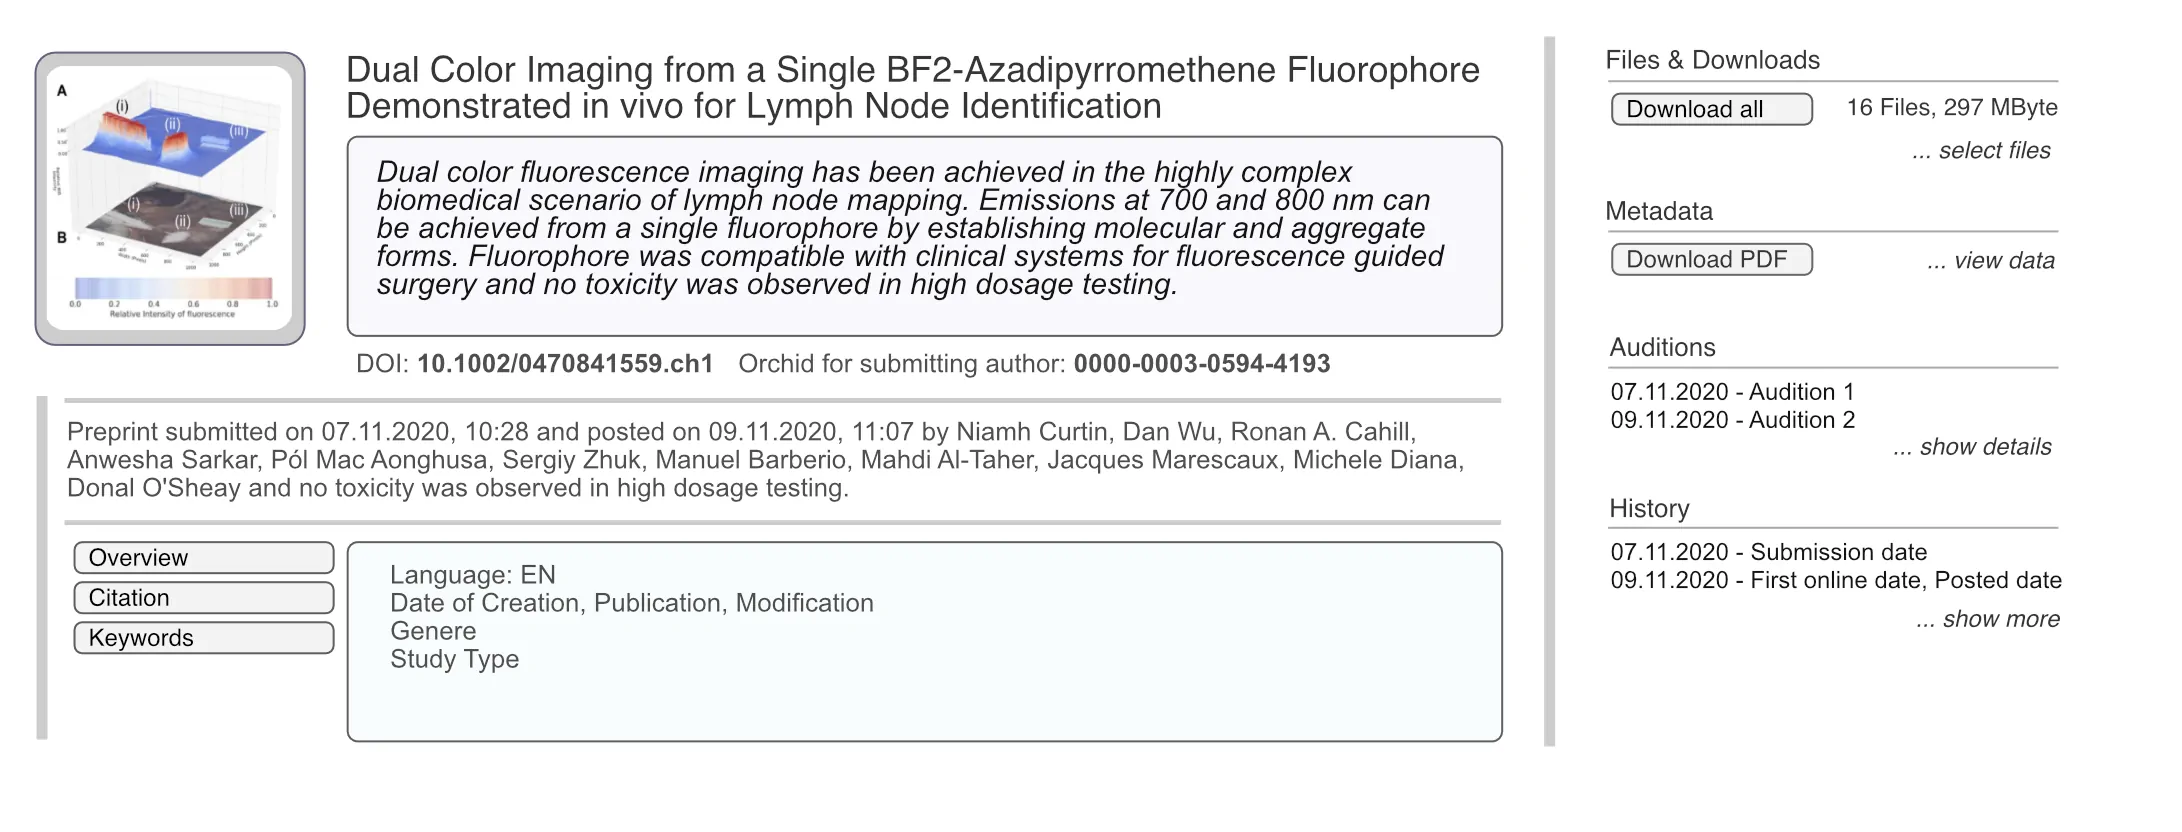 A
(i)
(ii)
(iii)
(i)
(ii)
(iii)
B
0.0 0.2 0.4 0.6 0.8 1.0
Relative Intensity of fluorescence
Dual Color Imaging from a Single BF2-Azadipyrromethene Fluorophore
Demonstrated in vivo for Lymph Node Identification
Dual color fluorescence imaging has been achieved in the highly complex
biomedical scenario of lymph node mapping. Emissions at 700 and 800 nm can
be achieved from a single fluorophore by establishing molecular and aggregate
forms. Fluorophore was compatible with clinical systems for fluorescence guided
surgery and no toxicity was observed in high dosage testing.
DOI: 10.1002/0470841559.ch1 Orchid for submitting author: 0000-0003-0594-4193
Preprint submitted on 07.11.2020, 10:28 and posted on 09.11.2020, 11:07 by Niamh Curtin, Dan Wu, Ronan A. Cahill,
Anwesha Sarkar, Pól Mac Aonghusa, Sergiy Zhuk, Manuel Barberio, Mahdi Al-Taher, Jacques Marescaux, Michele Diana,
Donal O'Sheay and no toxicity was observed in high dosage testing.
Overview
Citation
Keywords
Language: EN
Date of Creation, Publication, Modification
Genere
Study Type
Files & Downloads
Download all 16 Files, 297 MByte
... select files
Metadata
Download PDF ... view data
Auditions
07.11.2020 - Audition 1
09.11.2020 - Audition 2
... show details
History
07.11.2020 - Submission date
09.11.2020 - First online date, Posted date
... show more